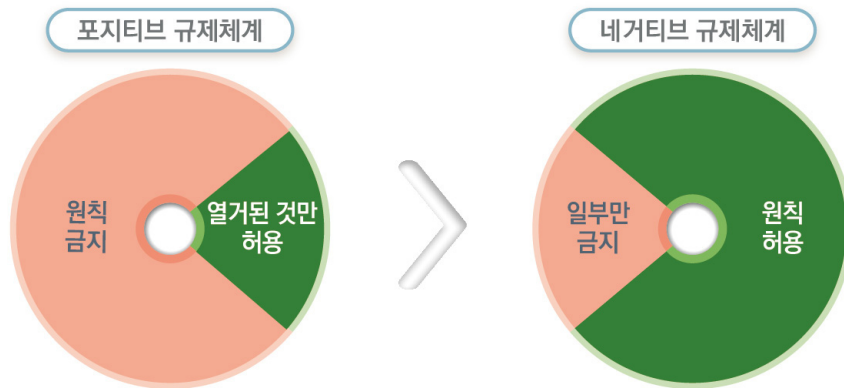 포지티브 규제체계
네거티브 규제체계
원칙
금지
열거된 것만
허용
일부만
금지
원칙
허용